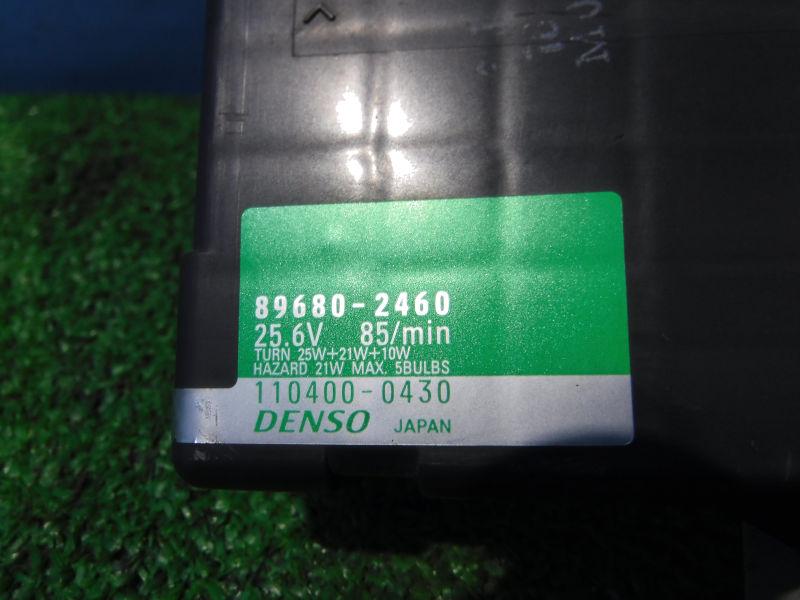 89680-2460
25.6V 85/min
TURN 25W+21W+10W
HAZARD 21W MAX. 5BULBS
110400-0430
DENSO JAPAN